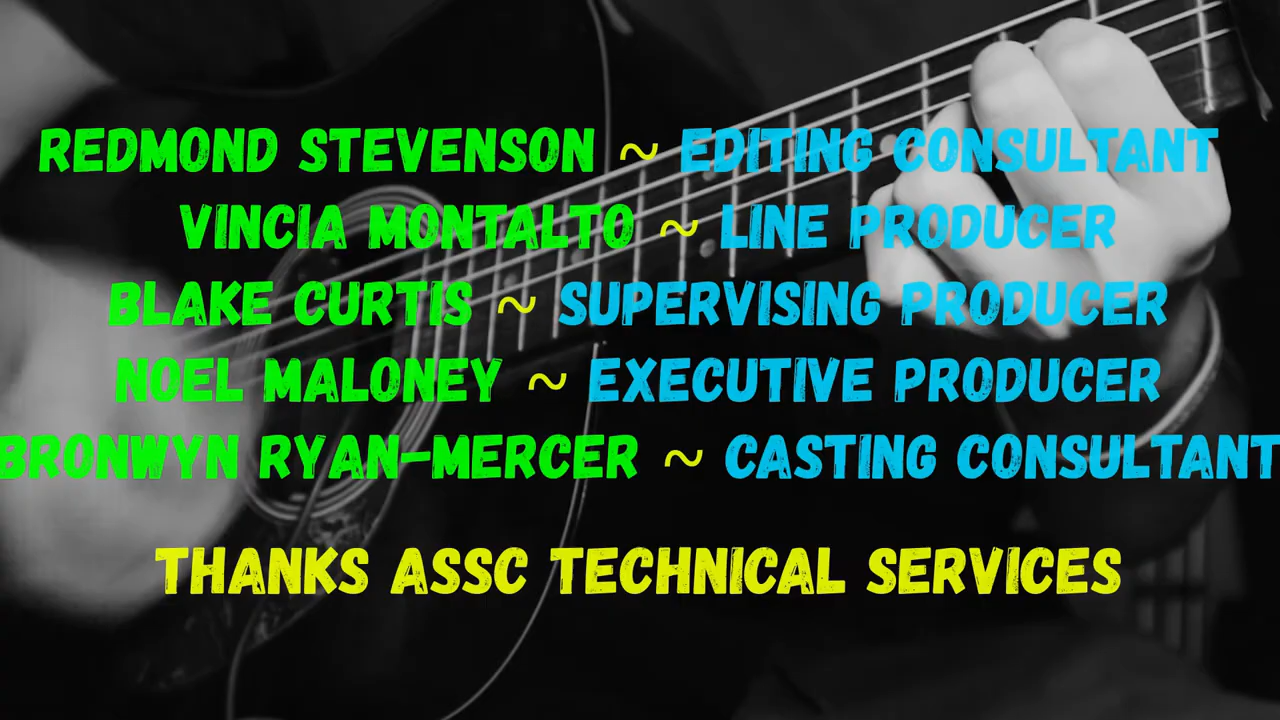 REDMOND STEVENSON ~ EDITING CONSULTANT
VINCIA MONTALTO ~ LINE PRODUCER
BLAKE CURTIS ~ SUPERVISING PRODUCER
NOEL MALONEY ~ EXECUTIVE PRODUCER
BRONWYN RYAN-MERCER ~ CASTING CONSULTANT
THANKS ASSC TECHNICAL SERVICES